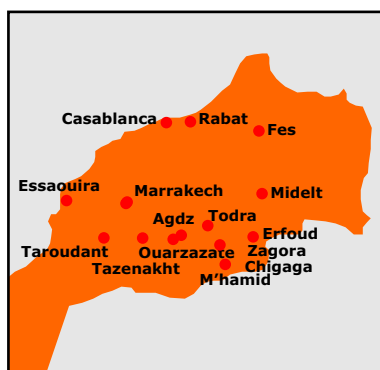 Casablanca
Rabat
Fes
Essaouira
Marrakech
Midelt
Todra
Agdz
Erfoud
Taroudant
Ouarzazate
Zagora
Tazenakht
Chigaga
M'hamid